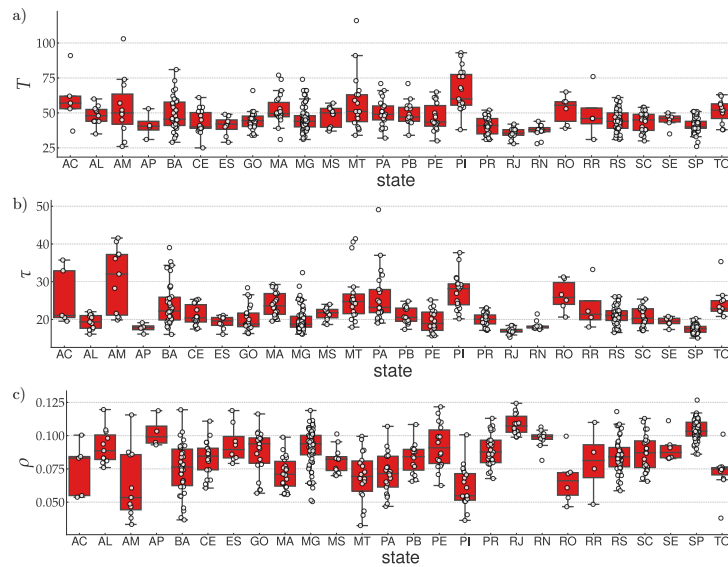 a)
T
100
75
50
25
AC AL AM AP BA CE ES GO MA MG MS MT PA PB PE PI PR RJ RN RO RR RS SC SE SP TO
state
b)
τ
50
40
30
20
AC AL AM AP BA CE ES GO MA MG MS MT PA PB PE PI PR RJ RN RO RR RS SC SE SP TO
state
c)
ρ
0.125
0.100
0.075
0.050
AC AL AM AP BA CE ES GO MA MG MS MT PA PB PE PI PR RJ RN RO RR RS SC SE SP TO
state